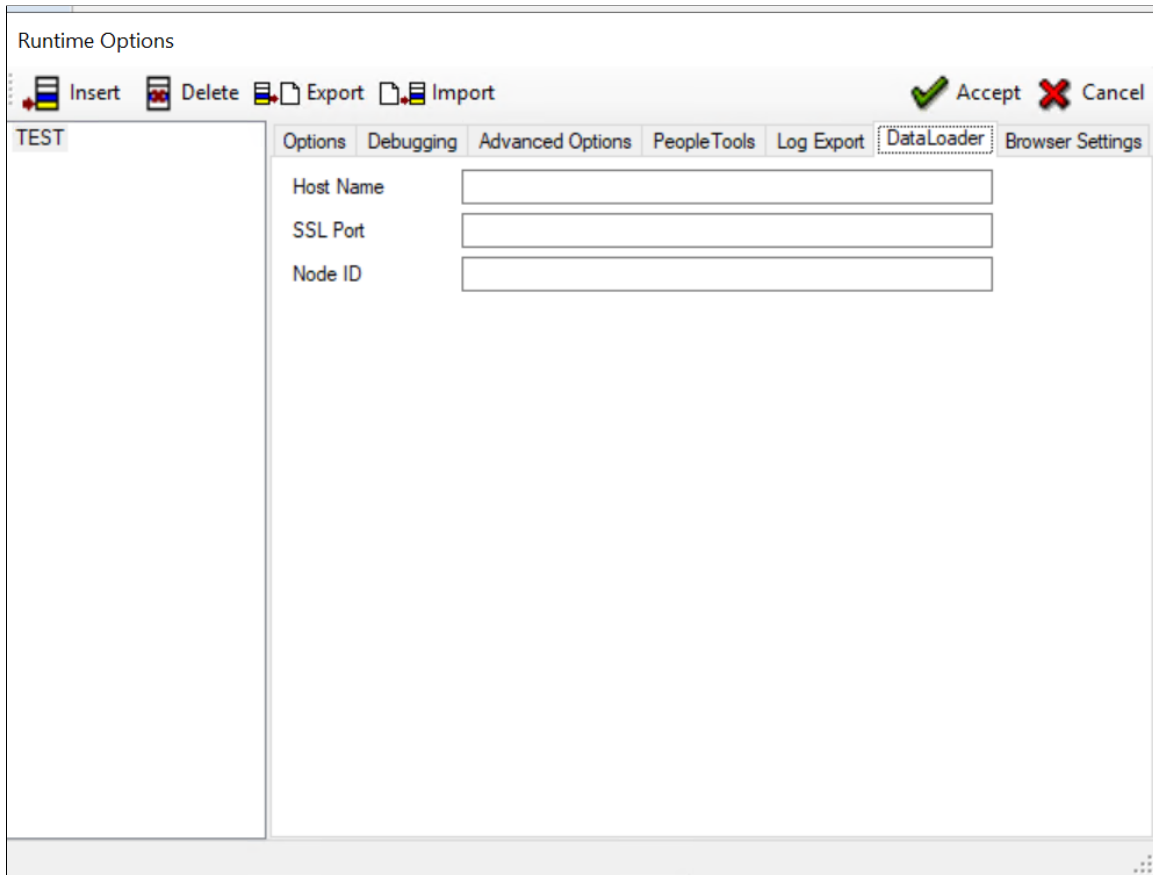 Runtime Options
Insert Delete Export Import Accept Cancel
TEST
Options Debugging Advanced Options PeopleTools Log Export DataLoader Browser Settings
Host Name
SSL Port
Node ID